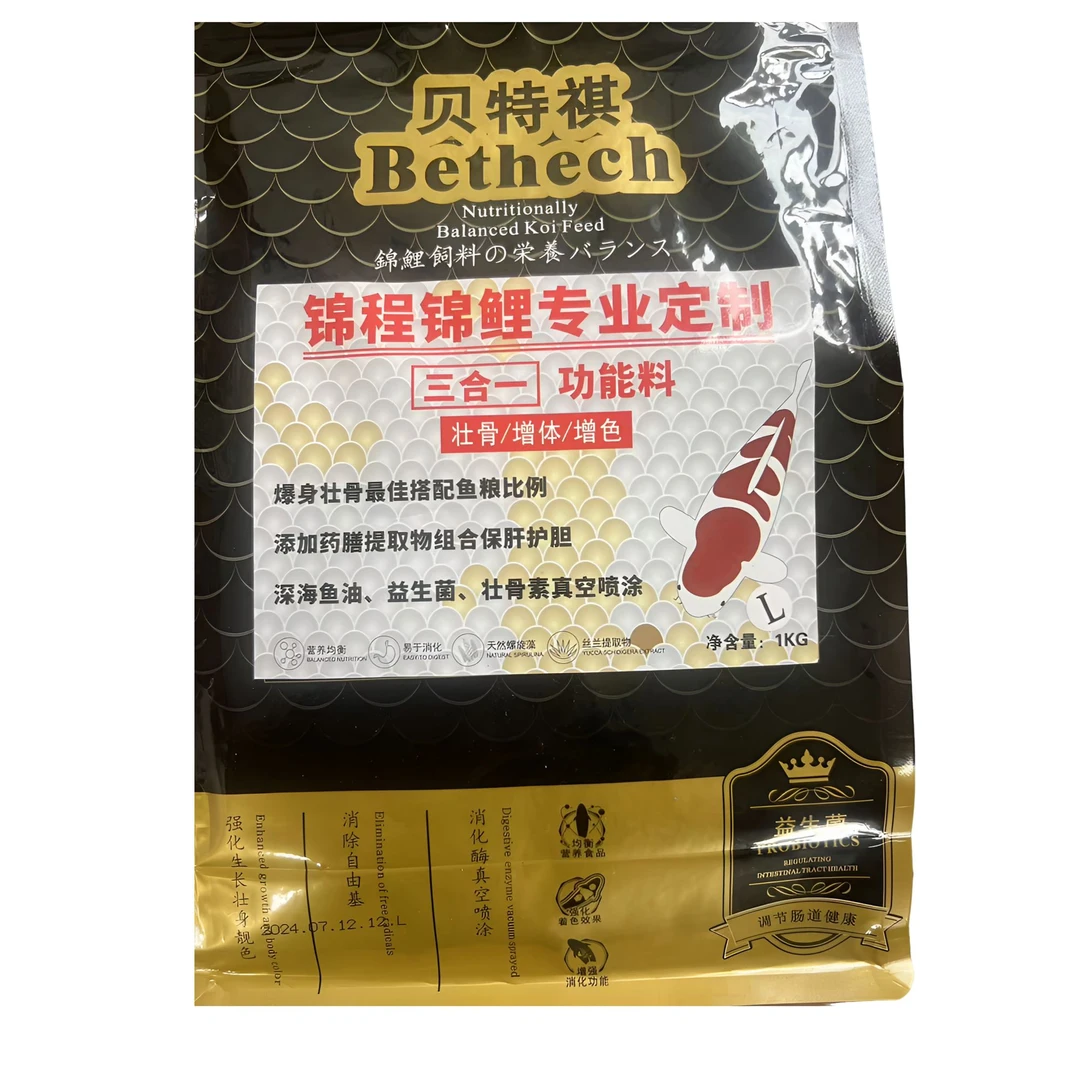 贝特祺
Bethech
Nutritionally
Balanced Koi Feed
錦鯉飼料の栄養バランス
锦程锦鲤专业定制
三合一 功能料
壮骨/增体/增色
爆身壮骨最佳搭配鱼粮比例
添加药膳提取物组合保肝护胆
深海鱼油、益生菌、壮骨素真空喷涂
L
营养均衡
BALANCED NUTRITION
易于消化
EASY TO DIGEST
天然螺旋藻
NATURAL SPIRULINA
丝兰提取物
YUCCA SCHIDIGERA EXTRACT
净含量：1KG
强化生长壮身靓色
Enhanced growth and body color
消除自由基
Elimination of free radicals
消化酶真空喷涂
Digestive enzyme vacuum sprayed
2024.07.12.12.L
均衡
营养食品
强化
着色效果
增强
消化功能
益生菌
PROBIOTICS
REGULATING
INTESTINAL TRACT HEALTH
调节肠道健康